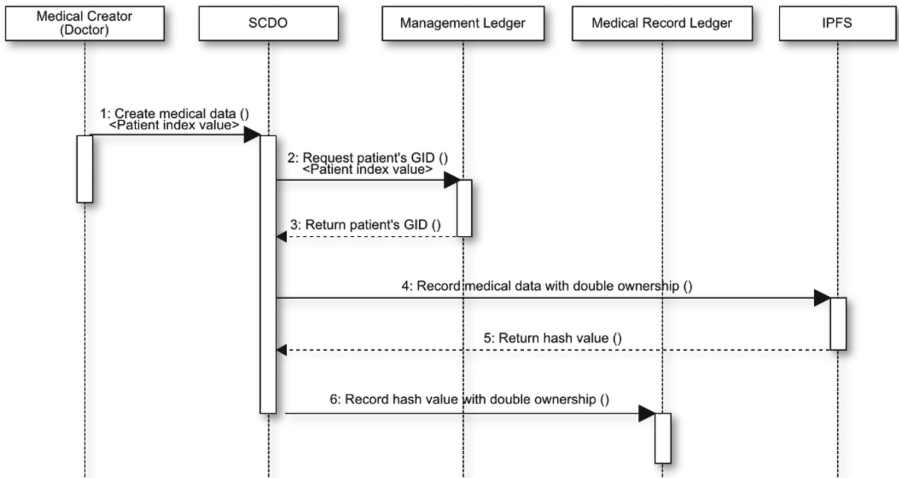 Medical Creator
(Doctor)
SCDO
Management Ledger
Medical Record Ledger
IPFS
1: Create medical data ()
<Patient index value>
2: Request patient's GID ()
<Patient index value>
3: Return patient's GID ()
4: Record medical data with double ownership ()
5: Return hash value ()
6: Record hash value with double ownership ()